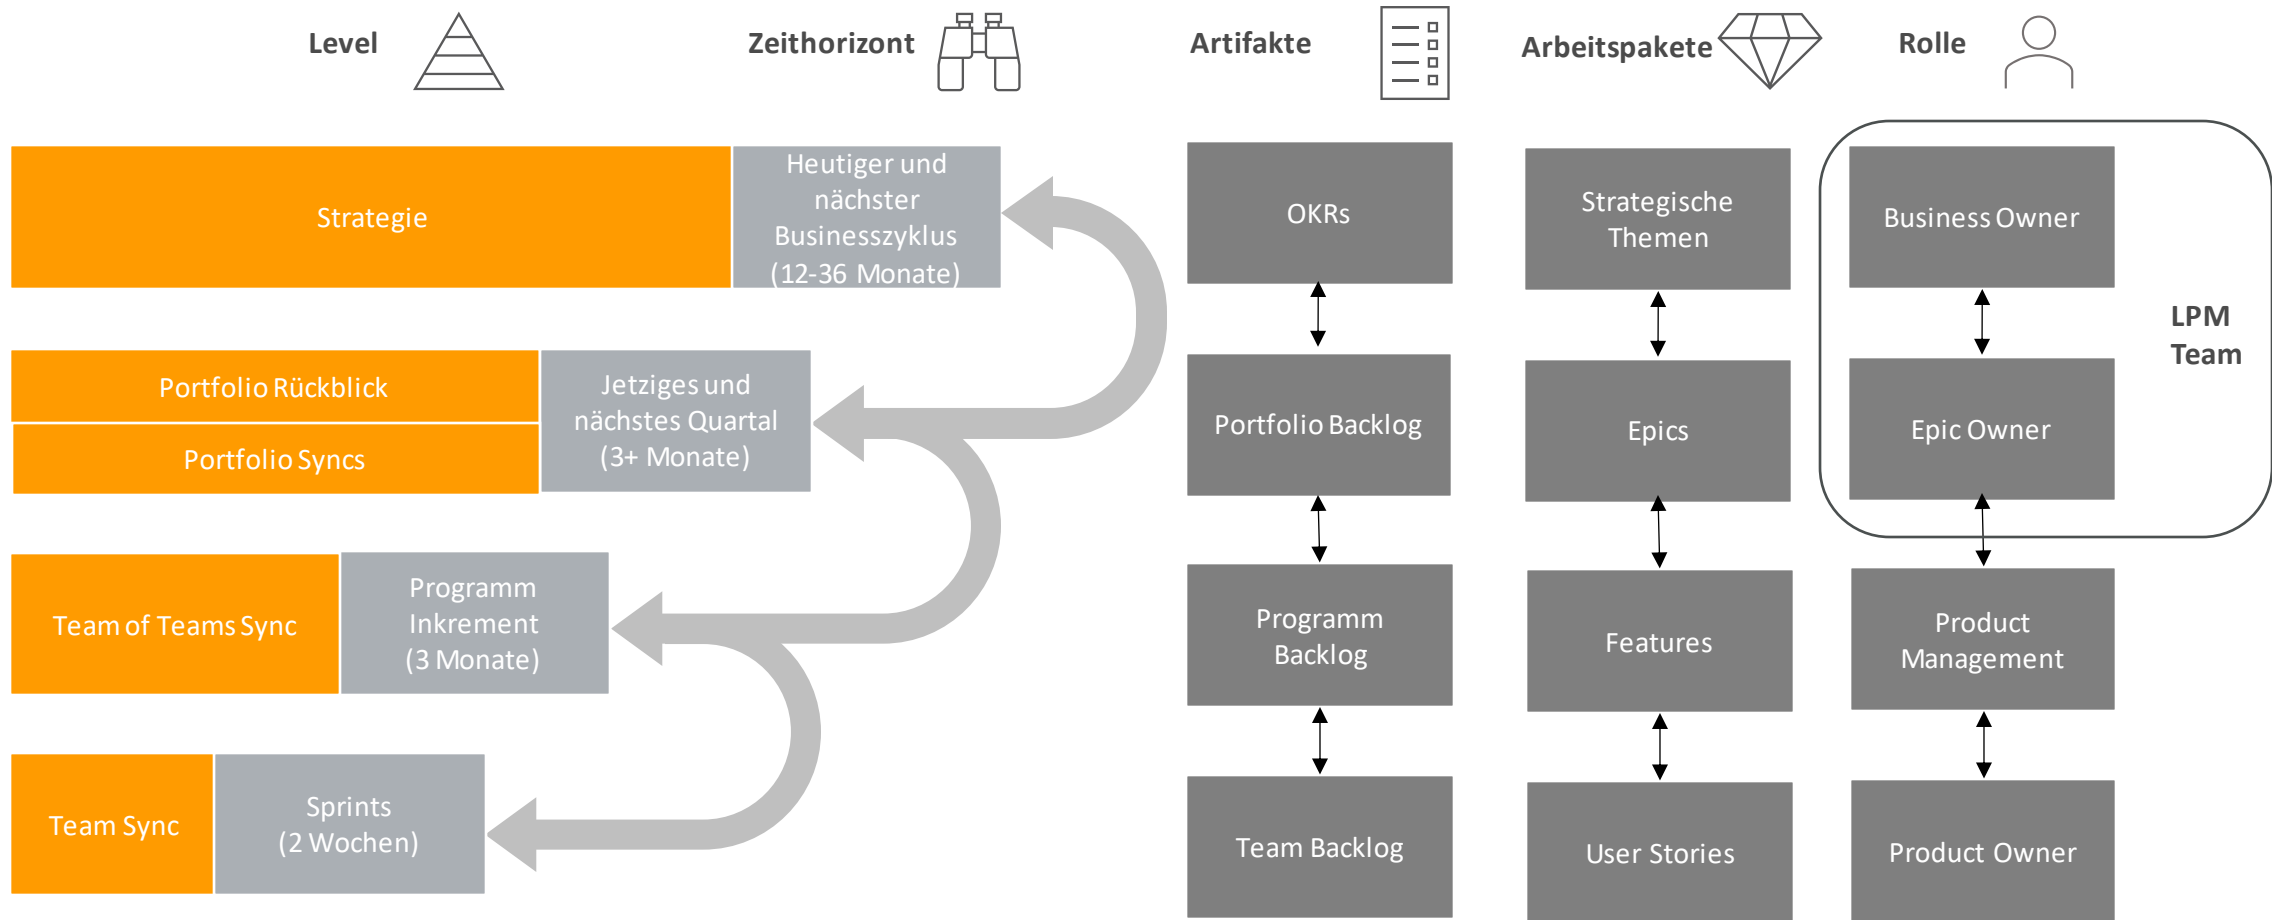 Level
Zeithorizont
Artifakte
Arbeitspakete
Rolle
Strategie
Heutiger und
nächster
Businesszyklus
(12-36 Monate)
OKRs
Strategische
Themen
Business Owner
LPM
Team
Portfolio Rückblick
Portfolio Syncs
Jetziges und
nächstes Quartal
(3+ Monate)
Portfolio Backlog
Epics
Epic Owner
Team of Teams Sync
Programm
Inkrement
(3 Monate)
Programm
Backlog
Features
Product
Management
Team Sync
Sprints
(2 Wochen)
Team Backlog
User Stories
Product Owner